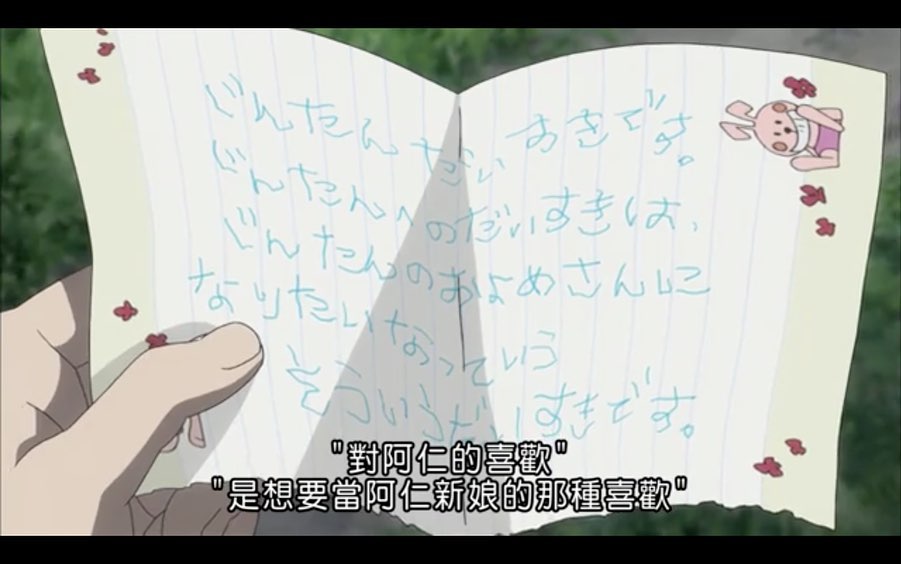 じんたん だいすきです。
じんたんへのだいすきは、
じんたんのおよめさんに
なりたいなっていう
そういうだいすきです。
"對阿仁的喜歡"
"是想要當阿仁新娘的那種喜歡"